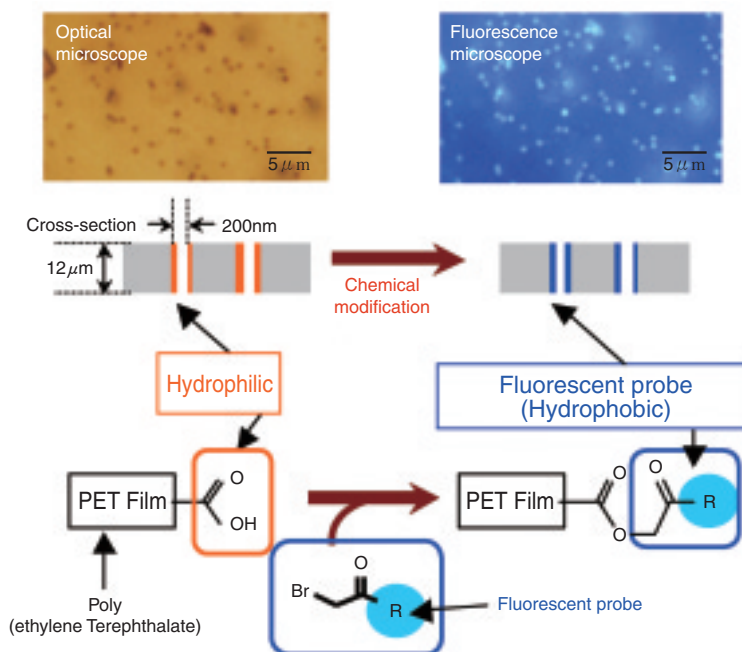 Optical
microscope
5 μm
Fluorescence
microscope
5 μm
Cross-section
200nm
12μm
Chemical
modification
Hydrophilic
Fluorescent probe
(Hydrophobic)
PET Film
O
OH
PET Film
O
O
O
R
Br
O
R
Fluorescent probe
Poly
(ethylene Terephthalate)